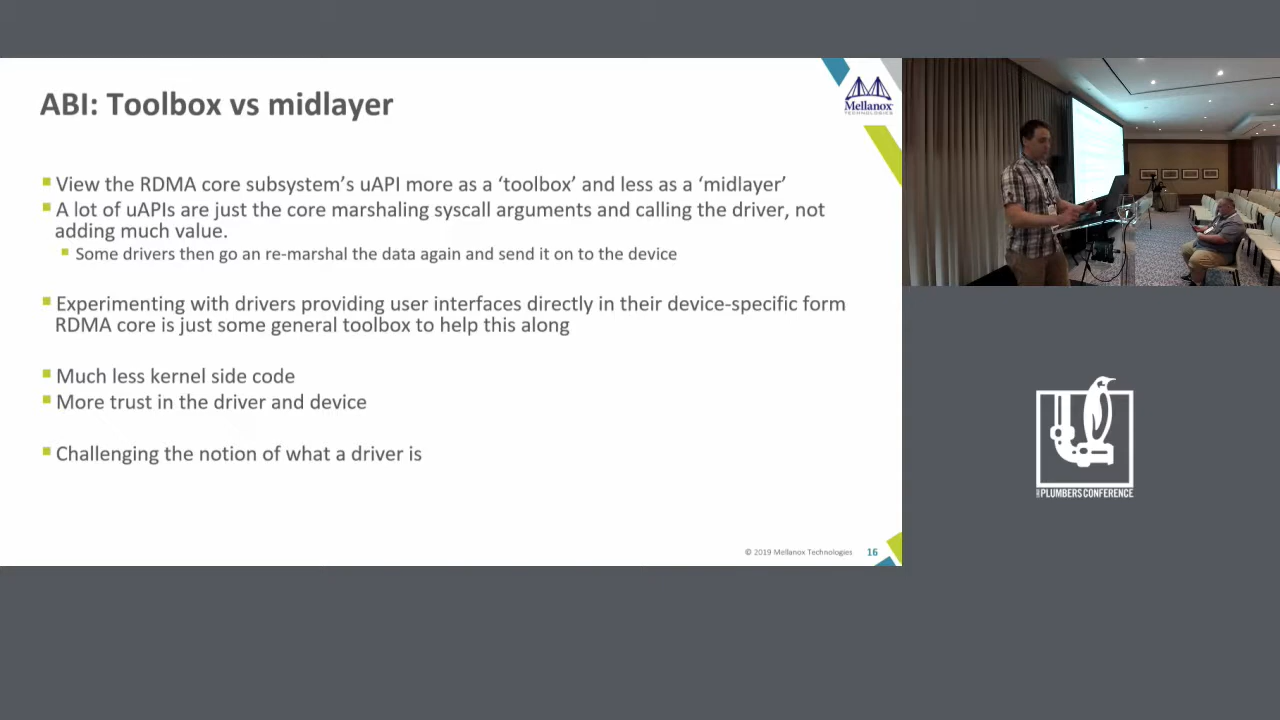 ABI: Toolbox vs midlayer
Mellanox
TECHNOLOGIES
View the RDMA core subsystem's uAPI more as a 'toolbox' and less as a 'midlayer'
A lot of uAPIs are just the core marshaling syscall arguments and calling the driver, not
adding much value.
Some drivers then go an re-marshal the data again and send it on to the device
Experimenting with drivers providing user interfaces directly in their device-specific form
RDMA core is just some general toolbox to help this along
Much less kernel side code
More trust in the driver and device
Challenging the notion of what a driver is
© 2019 Mellanox Technologies 16
PLUMBERS CONFERENCE